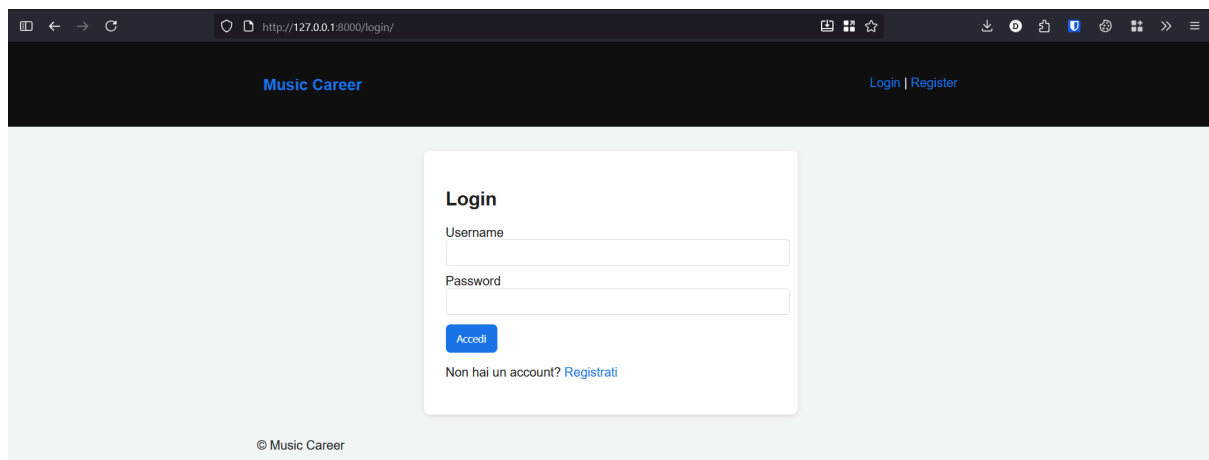 http://127.0.0.1:8000/login/
Music Career
Login | Register
Login
Username
Password
Accedi
Non hai un account? Registrati
© Music Career